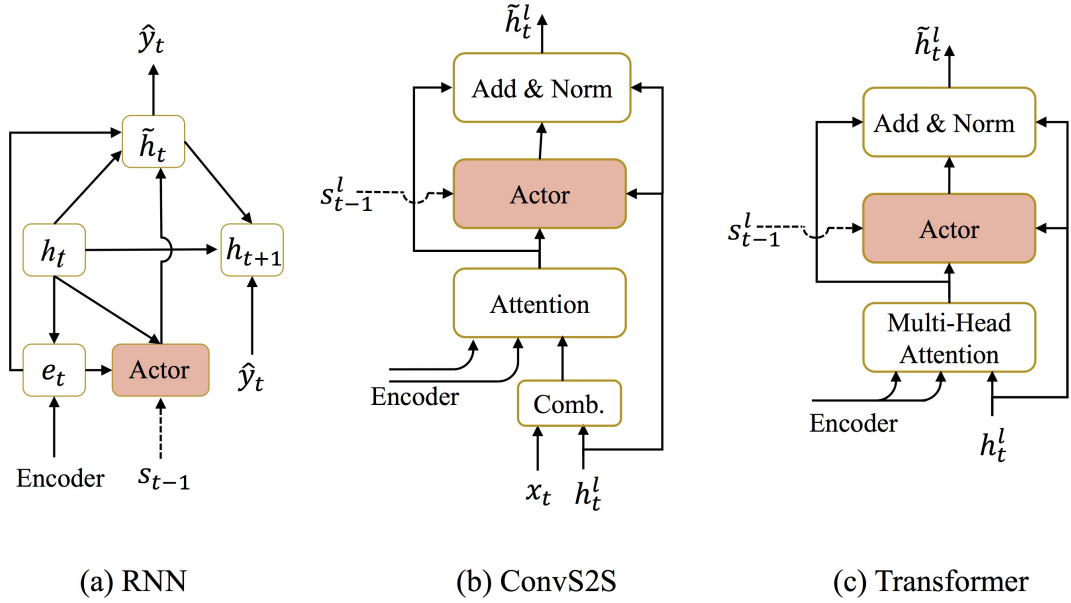 ŷ_t
h̃_t
h_t
h_{t+1}
e_t
Actor
ŷ_t
Encoder
s_{t−1}
(a) RNN
h̃_t^l
Add & Norm
Actor
s_{t−1}^l
Attention
Encoder
Comb.
x_t
h_t^l
(b) ConvS2S
h̃_t^l
Add & Norm
Actor
s_{t−1}^l
Multi-Head
Attention
Encoder
h_t^l
(c) Transformer